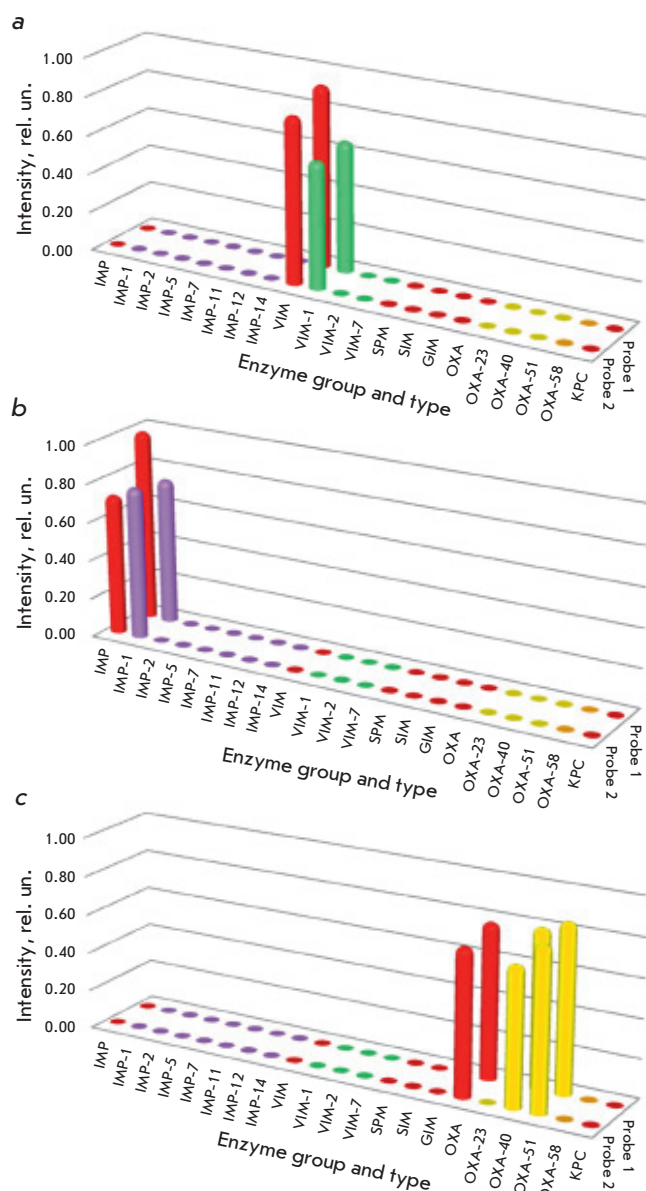 a
Intensity, rel. un.
1.00
0.80
0.60
0.40
0.20
0.00
IMP
IMP-1
IMP-2
IMP-5
IMP-7
IMP-11
IMP-12
IMP-14
VIM
VIM-1
VIM-2
VIM-7
SPM
SIM
GIM
OXA
OXA-23
OXA-40
OXA-51
OXA-58
KPC
Probe 2
Probe 1
Enzyme group and type
b
Intensity, rel. un.
1.00
0.80
0.60
0.40
0.20
0.00
IMP
IMP-1
IMP-2
IMP-5
IMP-7
IMP-11
IMP-12
IMP-14
VIM
VIM-1
VIM-2
VIM-7
SPM
SIM
GIM
OXA
OXA-23
OXA-40
OXA-51
OXA-58
KPC
Probe 2
Probe 1
Enzyme group and type
c
Intensity, rel. un.
1.00
0.80
0.60
0.40
0.20
0.00
IMP
IMP-1
IMP-2
IMP-5
IMP-7
IMP-11
IMP-12
IMP-14
VIM
VIM-1
VIM-2
VIM-7
SPM
SIM
GIM
OXA
OXA-23
OXA-40
OXA-51
OXA-58
KPC
Probe 2
Probe 1
Enzyme group and type